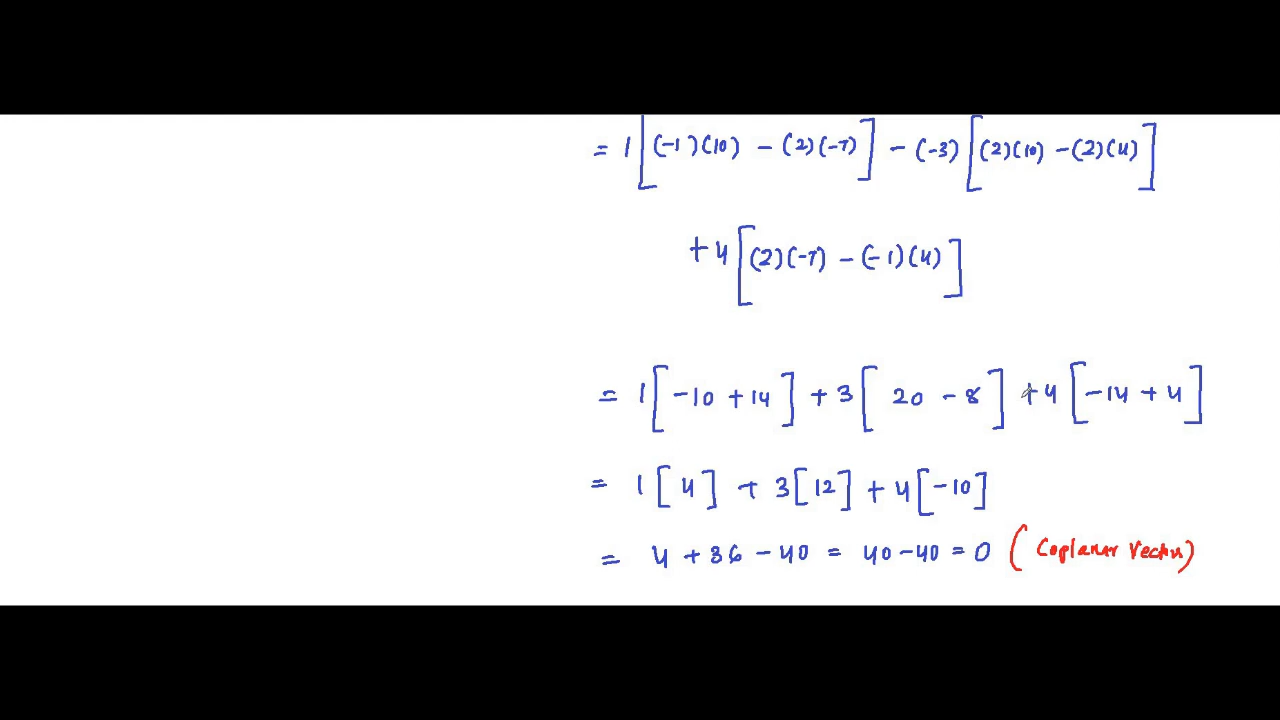 = 1 [(-1)(10) - (2)(-7)] - (-3) [(2)(10) - (2)(4)]
+ 4 [(2)(-7) - (-1)(4)]
= 1 [-10 + 14] + 3 [20 - 8] + 4 [-14 + 4]
= 1 [4] + 3 [12] + 4 [-10]
= 4 + 36 - 40 = 40 - 40 = 0 (Coplanar Vectors)